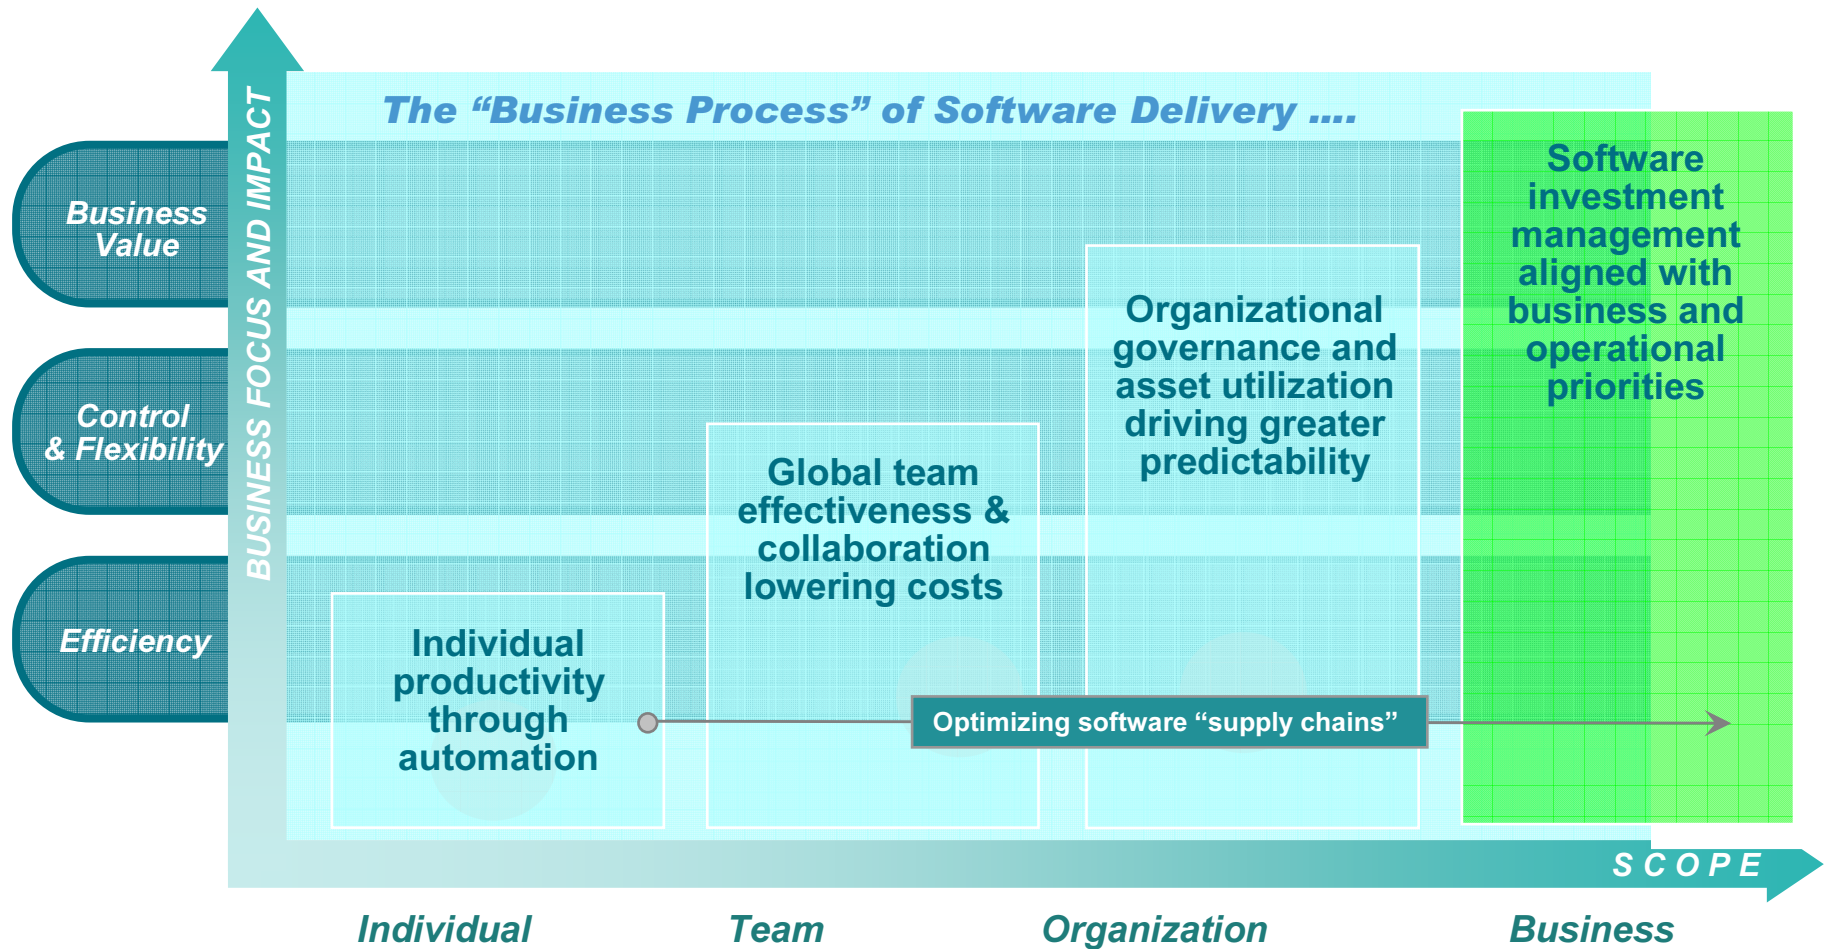 The “Business Process” of Software Delivery ....
BUSINESS FOCUS AND IMPACT
Business
Value
Control
& Flexibility
Efficiency
Individual
productivity
through
automation
Global team
effectiveness &
collaboration
lowering costs
Organizational
governance and
asset utilization
driving greater
predictability
Software
investment
management
aligned with
business and
operational
priorities
Optimizing software “supply chains”
SCOPE
Individual
Team
Organization
Business